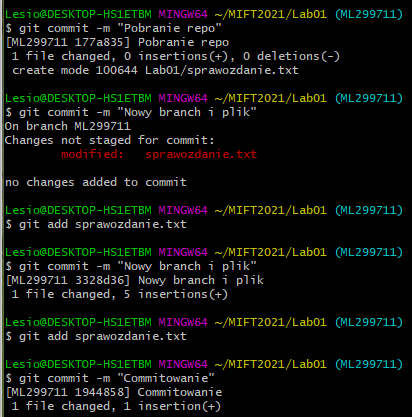 Lesio@DESKTOP-HS1ETBM MINGW64 ~/MIFT2021/Lab01 (ML299711)
$ git commit -m "Pobranie repo"
[ML299711 177a835] Pobranie repo
 1 file changed, 0 insertions(+), 0 deletions(-)
 create mode 100644 Lab01/sprawozdanie.txt

Lesio@DESKTOP-HS1ETBM MINGW64 ~/MIFT2021/Lab01 (ML299711)
$ git commit -m "Nowy branch i plik"
On branch ML299711
Changes not staged for commit:
        modified:   sprawozdanie.txt

no changes added to commit

Lesio@DESKTOP-HS1ETBM MINGW64 ~/MIFT2021/Lab01 (ML299711)
$ git add sprawozdanie.txt

Lesio@DESKTOP-HS1ETBM MINGW64 ~/MIFT2021/Lab01 (ML299711)
$ git commit -m "Nowy branch i plik"
[ML299711 3328d36] Nowy branch i plik
 1 file changed, 5 insertions(+)

Lesio@DESKTOP-HS1ETBM MINGW64 ~/MIFT2021/Lab01 (ML299711)
$ git add sprawozdanie.txt

Lesio@DESKTOP-HS1ETBM MINGW64 ~/MIFT2021/Lab01 (ML299711)
$ git commit -m "Commitowanie"
[ML299711 1944858] Commitowanie
 1 file changed, 1 insertion(+)